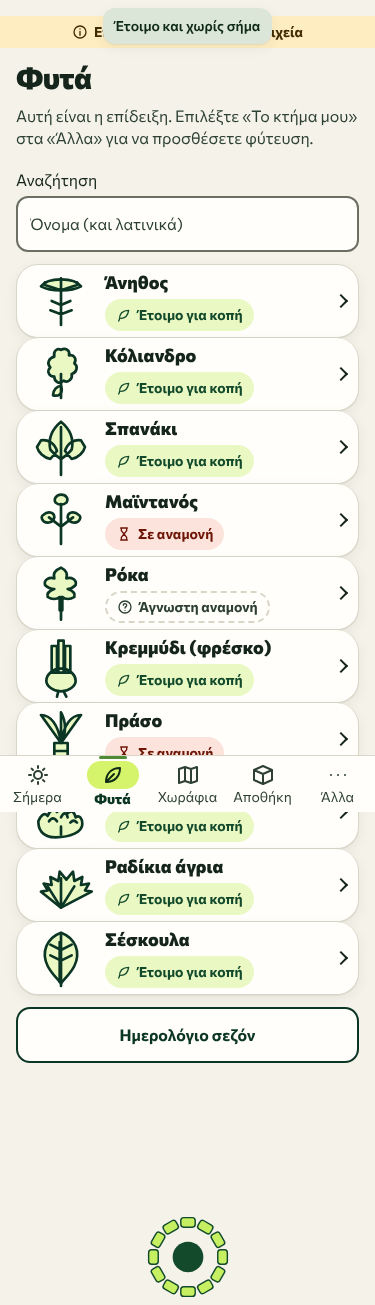 Έτοιμο και χωρίς σήμα
Φυτά
Αυτή είναι η επίδειξη. Επιλέξτε «Το κτήμα μου»
στα «Άλλα» για να προσθέσετε φύτευση.
Αναζήτηση
Όνομα (και λατινικά)
Άνηθος
Έτοιμο για κοπή
Κόλιανδρο
Έτοιμο για κοπή
Σπανάκι
Έτοιμο για κοπή
Μαϊντανός
Σε αναμονή
Ρόκα
Άγνωστη αναμονή
Κρεμμύδι (φρέσκο)
Έτοιμο για κοπή
Πράσο
Σε αναμονή
Σήμερα Φυτά Χωράφια Αποθήκη Άλλα
Έτοιμο για κοπή
Ραδίκια άγρια
Έτοιμο για κοπή
Σέσκουλα
Έτοιμο για κοπή
Ημερολόγιο σεζόν